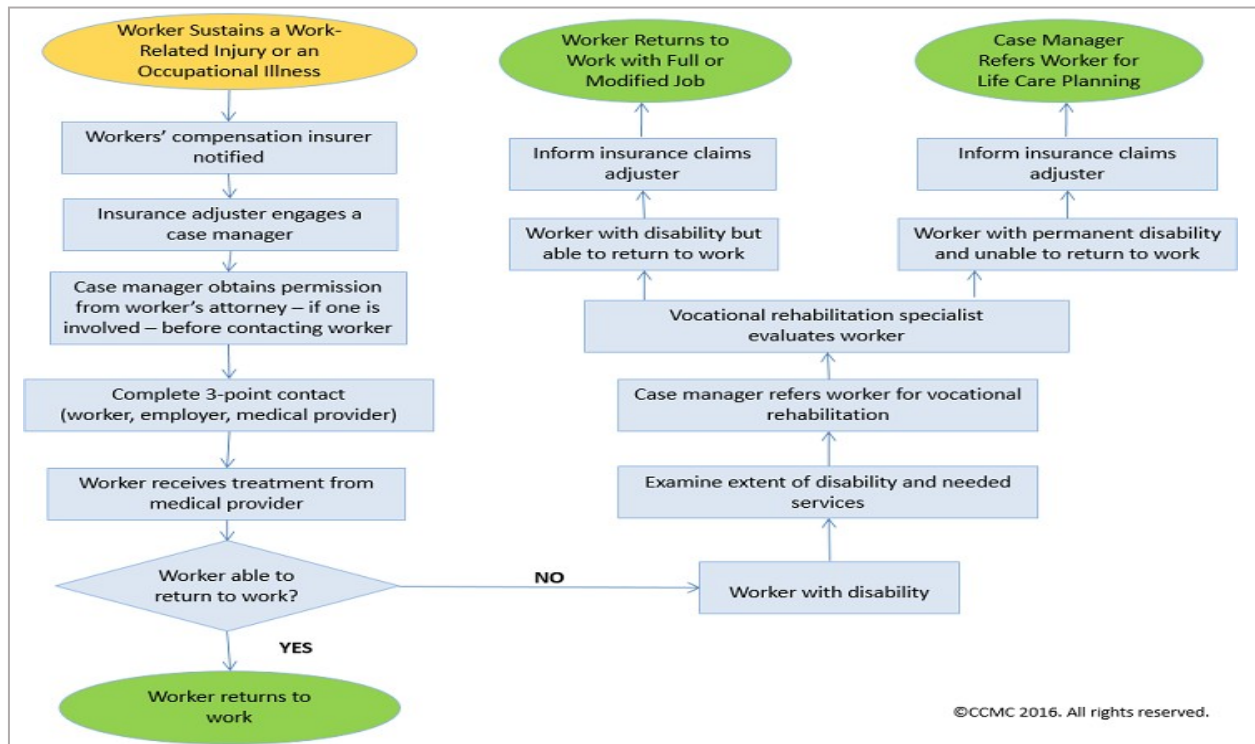 Worker Sustains a Work-
Related Injury or an
Occupational Illness
Workers’ compensation insurer
notified
Insurance adjuster engages a
case manager
Case manager obtains permission
from worker’s attorney – if one is
involved – before contacting worker
Complete 3-point contact
(worker, employer, medical provider)
Worker receives treatment from
medical provider
Worker able to
return to work?
YES
Worker returns to
work
NO
Worker with disability
Examine extent of disability and needed
services
Case manager refers worker for vocational
rehabilitation
Vocational rehabilitation specialist
evaluates worker
Worker with disability but
able to return to work
Inform insurance claims
adjuster
Worker Returns to
Work with Full or
Modified Job
Worker with permanent disability
and unable to return to work
Inform insurance claims
adjuster
Case Manager
Refers Worker for
Life Care Planning
©CCMC 2016. All rights reserved.